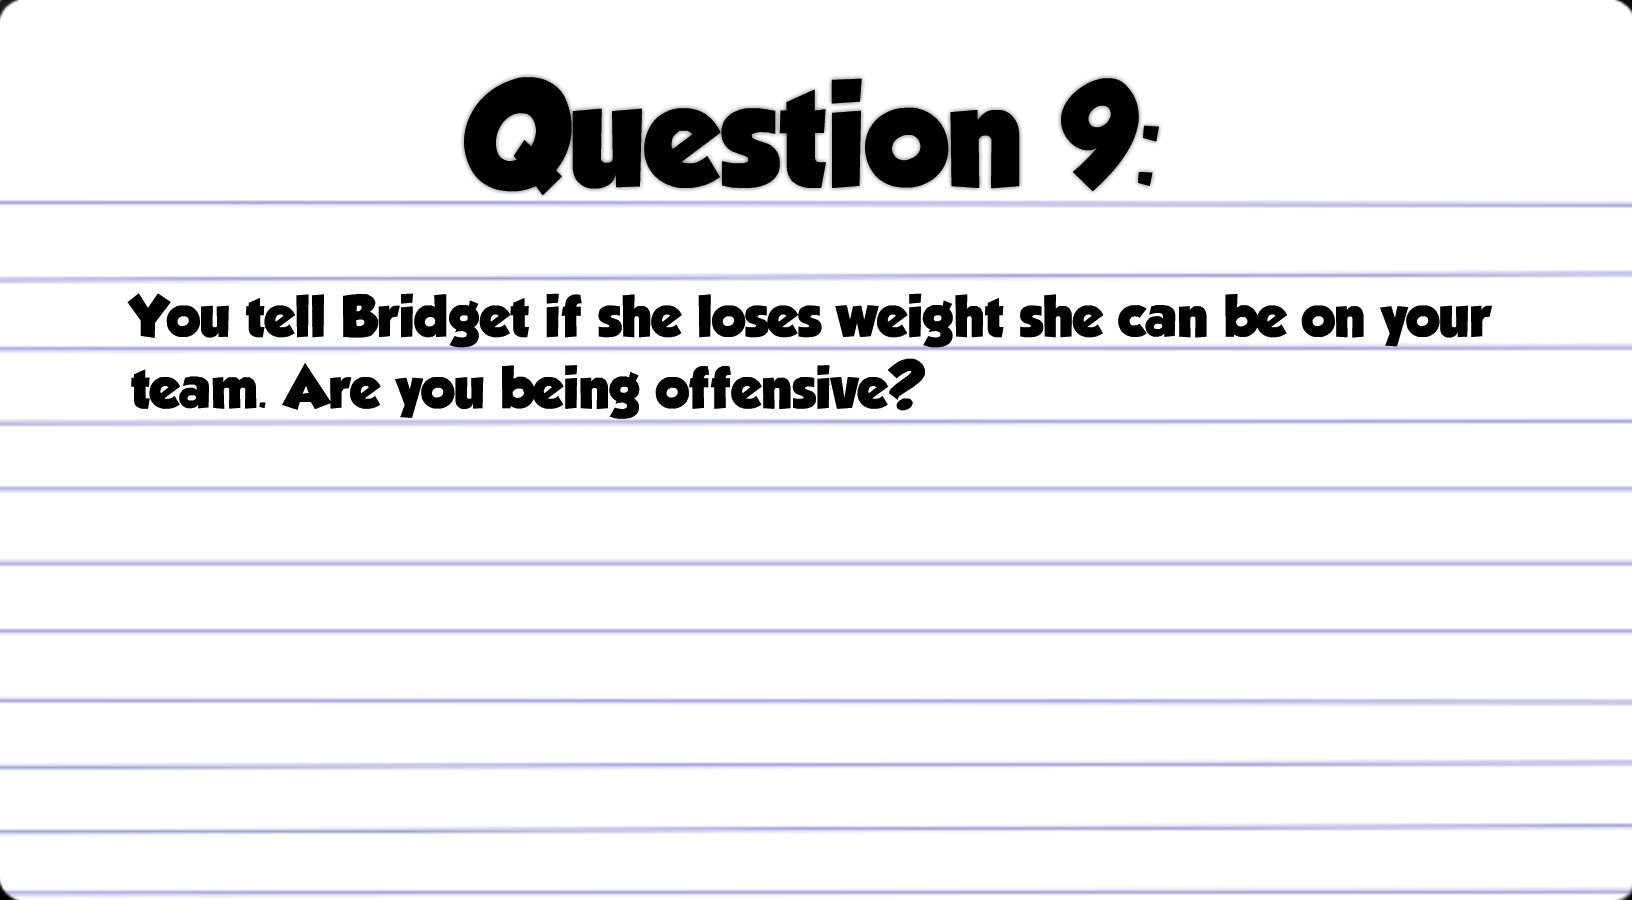 Question 9:
You tell Bridget if she loses weight she can be on your
team. Are you being offensive?